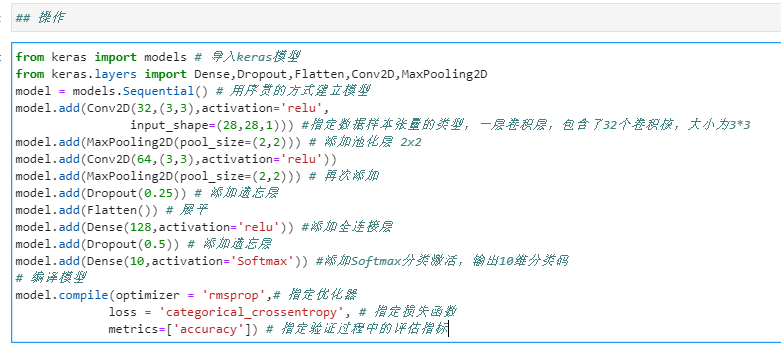 ## 操作
from keras import models # 导入keras模型
from keras.layers import Dense,Dropout,Flatten,Conv2D,MaxPooling2D
model = models.Sequential() # 用序贯的方式建立模型
model.add(Conv2D(32,(3,3),activation='relu',
input_shape=(28,28,1))) #指定数据样本张量的类型，一层卷积层，包含了32个卷积核，大小为3*3
model.add(MaxPooling2D(pool_size=(2,2))) # 添加池化层 2x2
model.add(Conv2D(64,(3,3),activation='relu'))
model.add(MaxPooling2D(pool_size=(2,2))) # 再次添加
model.add(Dropout(0.25)) # 添加遗忘层
model.add(Flatten()) # 展平
model.add(Dense(128,activation='relu')) #添加全连接层
model.add(Dropout(0.5)) # 添加遗忘层
model.add(Dense(10,activation='Softmax')) #添加Softmax分类激活，输出10维分类码
# 编译模型
model.compile(optimizer = 'rmsprop',# 指定优化器
loss = 'categorical_crossentropy', # 指定损失函数
metrics=['accuracy']) # 指定验证过程中的评估指标